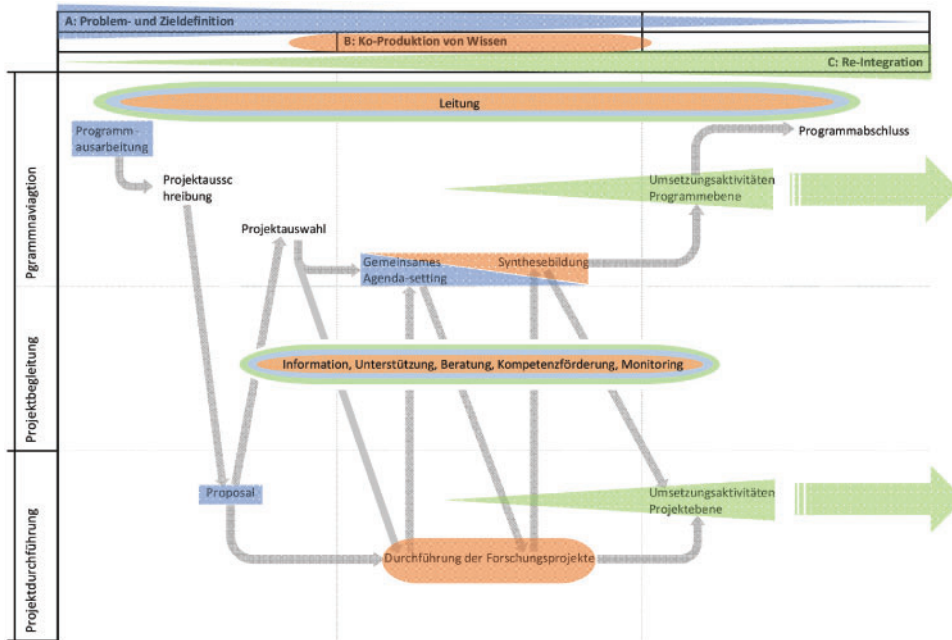 A: Problem- und Zieldefinition
B: Ko-Produktion von Wissen
C: Re-Integration
Leitung
Programm -
ausarbeitung
Programmabschluss
Projektaussc
hreibung
Umsetzungsaktivitäten
Programmebene
Projektauswahl
Gemeinsames
Agenda-setting
Synthesebildung
Pgrammnaviagtion
Information, Unterstützung, Beratung, Kompetenzförderung, Monitoring
Projektbegleitung
Proposal
Umsetzungsaktivitäten
Projektebene
Durchführung der Forschungsprojekte
Projektdurchführung